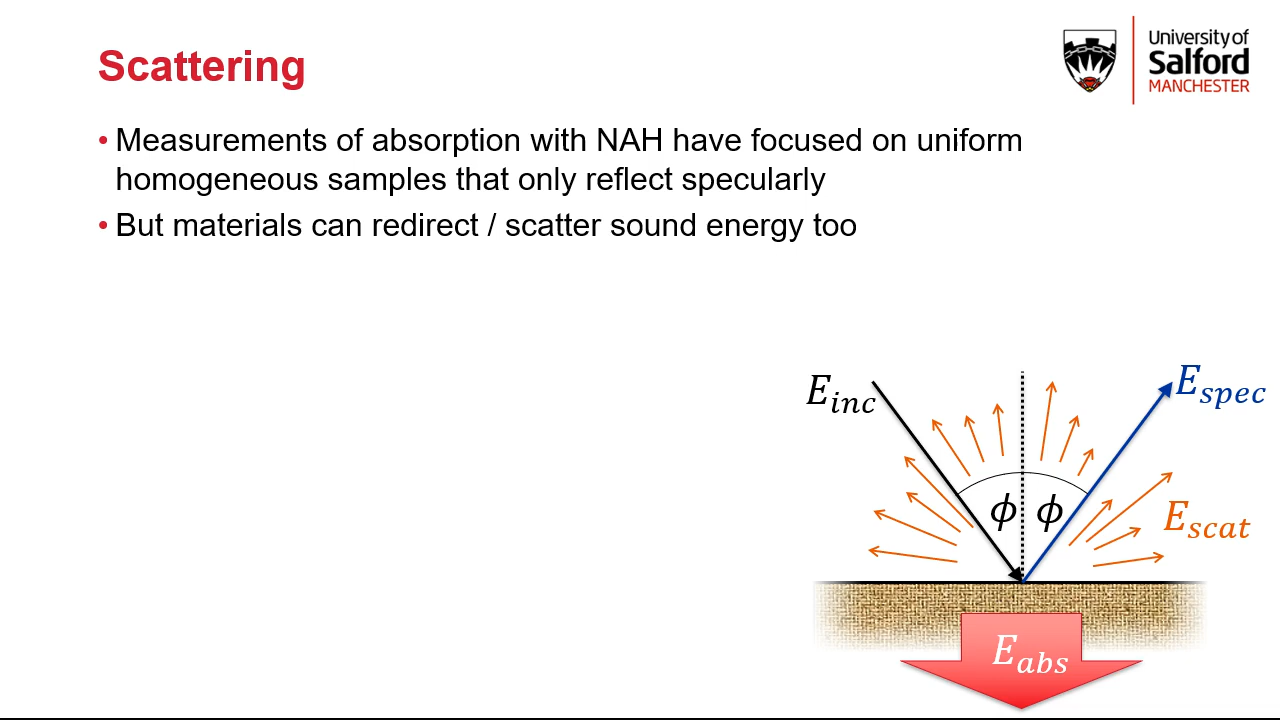 Scattering
University of
Salford
MANCHESTER
• Measurements of absorption with NAH have focused on uniform
homogeneous samples that only reflect specularly
• But materials can redirect / scatter sound energy too
E_inc
E_spec
ϕ ϕ
E_scat
E_abs